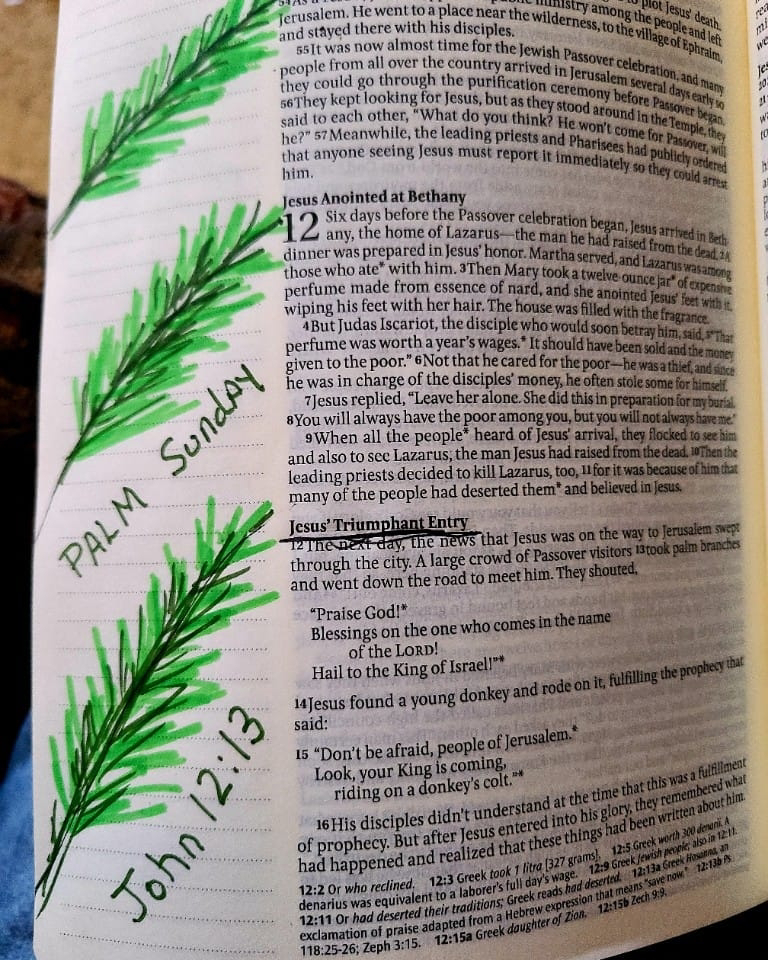 54As a
to plot Jesus' death,
ministry among the people and left
Jerusalem. He went to a place near the wilderness, to the village of Ephraim,
and stayed there with his disciples.
55It was now almost time for the Jewish Passover celebration, and many
people from all over the country arrived in Jerusalem several days early so
they could go through the purification ceremony before Passover began.
56They kept looking for Jesus, but as they stood around in the Temple, they
said to each other, “What do you think? He won't come for Passover, will
he?” 57Meanwhile, the leading priests and Pharisees had publicly ordered
that anyone seeing Jesus must report it immediately so they could arrest
him.
Jesus Anointed at Bethany
12 Six days before the Passover celebration began, Jesus arrived in Beth-
any, the home of Lazarus—the man he had raised from the dead. 2A
dinner was prepared in Jesus' honor. Martha served, and Lazarus was among
those who ate* with him. 3Then Mary took a twelve-ounce jar* of expensive
perfume made from essence of nard, and she anointed Jesus' feet with it,
wiping his feet with her hair. The house was filled with the fragrance.
4But Judas Iscariot, the disciple who would soon betray him, said, 5“That
perfume was worth a year's wages.* It should have been sold and the money
given to the poor.” 6Not that he cared for the poor—he was a thief, and since
he was in charge of the disciples' money, he often stole some for himself.
7Jesus replied, “Leave her alone. She did this in preparation for my burial.
8You will always have the poor among you, but you will not always have me.”
9When all the people* heard of Jesus' arrival, they flocked to see him
and also to see Lazarus, the man Jesus had raised from the dead. 10Then the
leading priests decided to kill Lazarus, too, 11for it was because of him that
many of the people had deserted them* and believed in Jesus.
Jesus' Triumphant Entry
12The next day, the news that Jesus was on the way to Jerusalem swept
through the city. A large crowd of Passover visitors 13took palm branches
and went down the road to meet him. They shouted,
“Praise God!*
Blessings on the one who comes in the name
of the LORD!
Hail to the King of Israel!”*
14Jesus found a young donkey and rode on it, fulfilling the prophecy that
said:
15 “Don't be afraid, people of Jerusalem.*
Look, your King is coming,
riding on a donkey's colt.”*
16His disciples didn't understand at the time that this was a fulfillment
of prophecy. But after Jesus entered into his glory, they remembered what
had happened and realized that these things had been written about him.
12:2 Or who reclined. 12:3 Greek took 1 litra [327 grams]. 12:5 Greek worth 300 denarii. A
denarius was equivalent to a laborer's full day's wage. 12:9 Greek Jewish people; also in 12:11.
12:11 Or had deserted their traditions; Greek reads had deserted. 12:13a Greek Hosanna, an
exclamation of praise adapted from a Hebrew expression that means “save now.” 12:13b Ps
118:25-26; Zeph 3:15. 12:15a Greek daughter of Zion. 12:15b Zech 9:9.
PALM Sunday
John 12:13